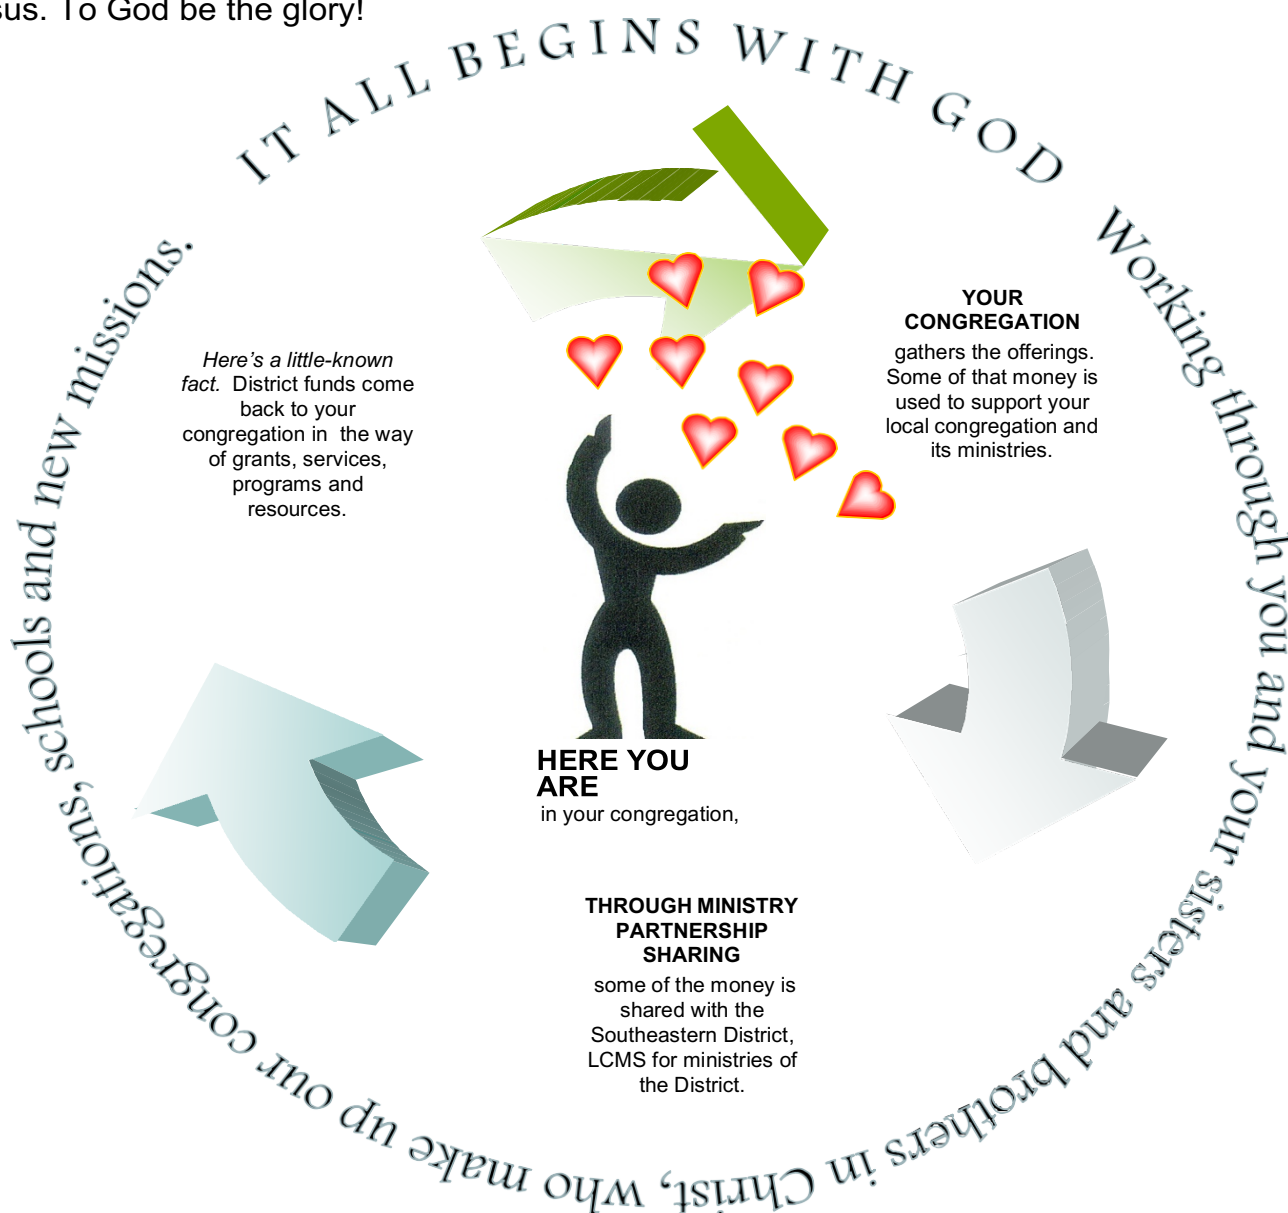 sus. To God be the glory!
IT ALL BEGINS WITH GOD
Working through you and your sisters and brothers in Christ, who make up our congregations, schools and new missions.
YOUR
CONGREGATION
gathers the offerings.
Some of that money is
used to support your
local congregation and
its ministries.
Here's a little-known
fact. District funds come
back to your
congregation in the way
of grants, services,
programs and
resources.
HERE YOU
ARE
in your congregation,
THROUGH MINISTRY
PARTNERSHIP
SHARING
some of the money is
shared with the
Southeastern District,
LCMS for ministries of
the District.